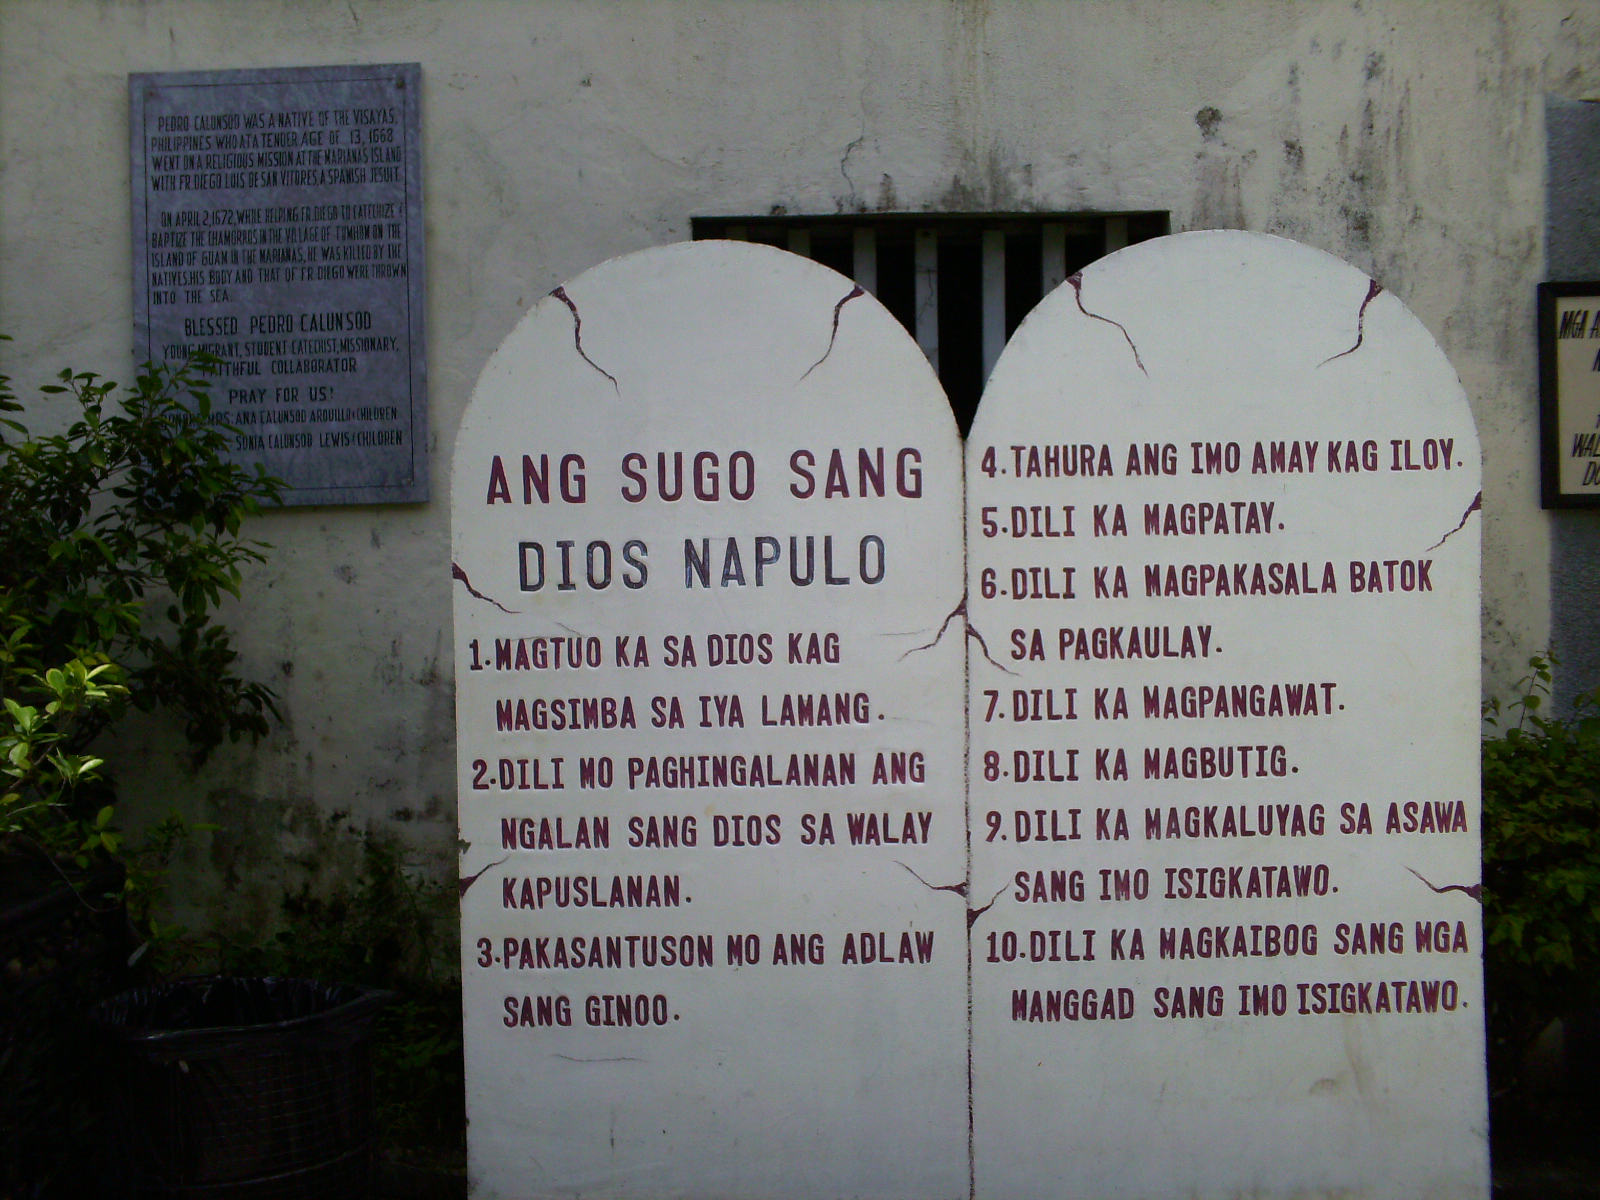 PEDRO CALUNSOD WAS A NATIVE OF THE VISAYAS,
PHILIPPINES WHO AT A TENDER AGE OF 13, 1668
WENT ON A RELIGIOUS MISSION AT THE MARIANAS ISLAND
WITH FR. DIEGO LUIS DE SAN VITORES, A SPANISH JESUIT.
ON APRIL 2, 1672, WHILE HELPING FR. DIEGO TO CATECHIZE &
BAPTIZE THE CHAMORROS IN THE VILLAGE OF TUMHON ON THE
ISLAND OF GUAM IN THE MARIANAS, HE WAS KILLED BY THE
NATIVES. HIS BODY AND THAT OF FR. DIEGO WERE THROWN
INTO THE SEA.
BLESSED PEDRO CALUNSOD
YOUNG MIGRANT, STUDENT CATECHIST, MISSIONARY,
FAITHFUL COLLABORATOR
PRAY FOR US!
MRS. ANA CALUNSOD ARQUILLO & CHILDREN
SONIA CALUNSOD LEWIS & CHILDREN
ANG SUGO SANG
DIOS NAPULO
1. MAGTUO KA SA DIOS KAG
MAGSIMBA SA IYA LAMANG.
2. DILI MO PAGHINGALANAN ANG
NGALAN SANG DIOS SA WALAY
KAPUSLANAN.
3. PAKASANTUSON MO ANG ADLAW
SANG GINOO.
4. TAHURA ANG IMO AMAY KAG ILOY.
5. DILI KA MAGPATAY.
6. DILI KA MAGPAKASALA BATOK
SA PAGKAULAY.
7. DILI KA MAGPANGAWAT.
8. DILI KA MAGBUTIG.
9. DILI KA MAGKALUYAG SA ASAWA
SANG IMO ISIGKATAWO.
10. DILI KA MAGKAIBOG SANG MGA
MANGGAD SANG IMO ISIGKATAWO.
MGA